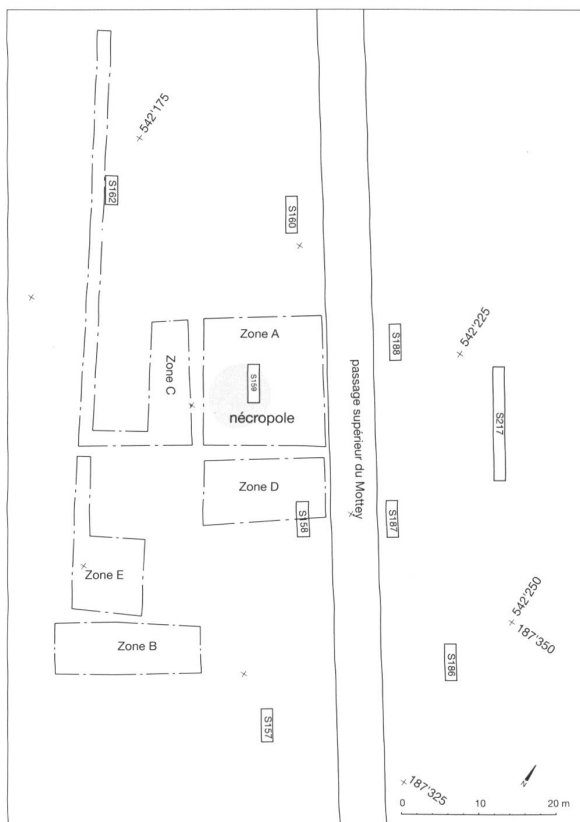 542'175
S162
S160
542'225
Zone A
S188
Zone C
S159
nécropole
passage supérieur du Mottey
S217
Zone D
S158
S187
Zone E
542'250
187'350
Zone B
S186
S157
N
187'325
0 10 20 m